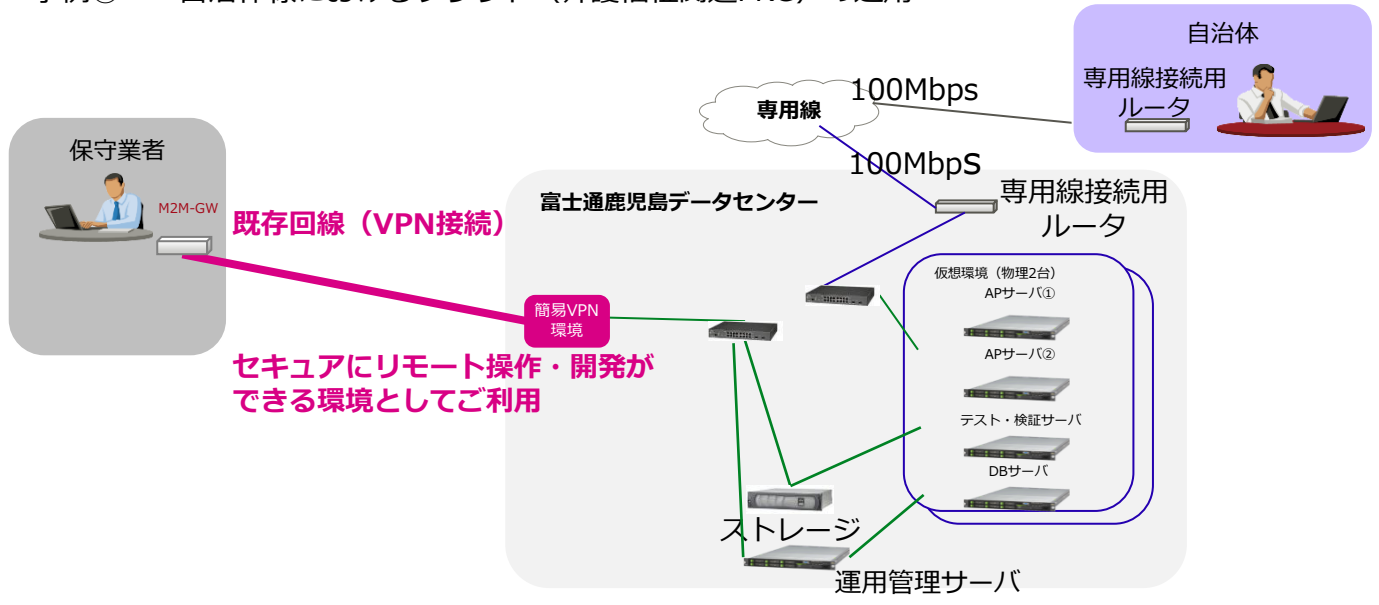 自治体
専用線接続用
ルータ
100Mbps
専用線
保守業者
M2M-GW
100MbpS
富士通鹿児島データセンター
専用線接続用
ルータ
既存回線（VPN接続）
仮想環境（物理2台）
APサーバ①
簡易VPN
環境
APサーバ②
セキュアにリモート操作・開発が
できる環境としてご利用
テスト・検証サーバ
DBサーバ
ストレージ
運用管理サーバ